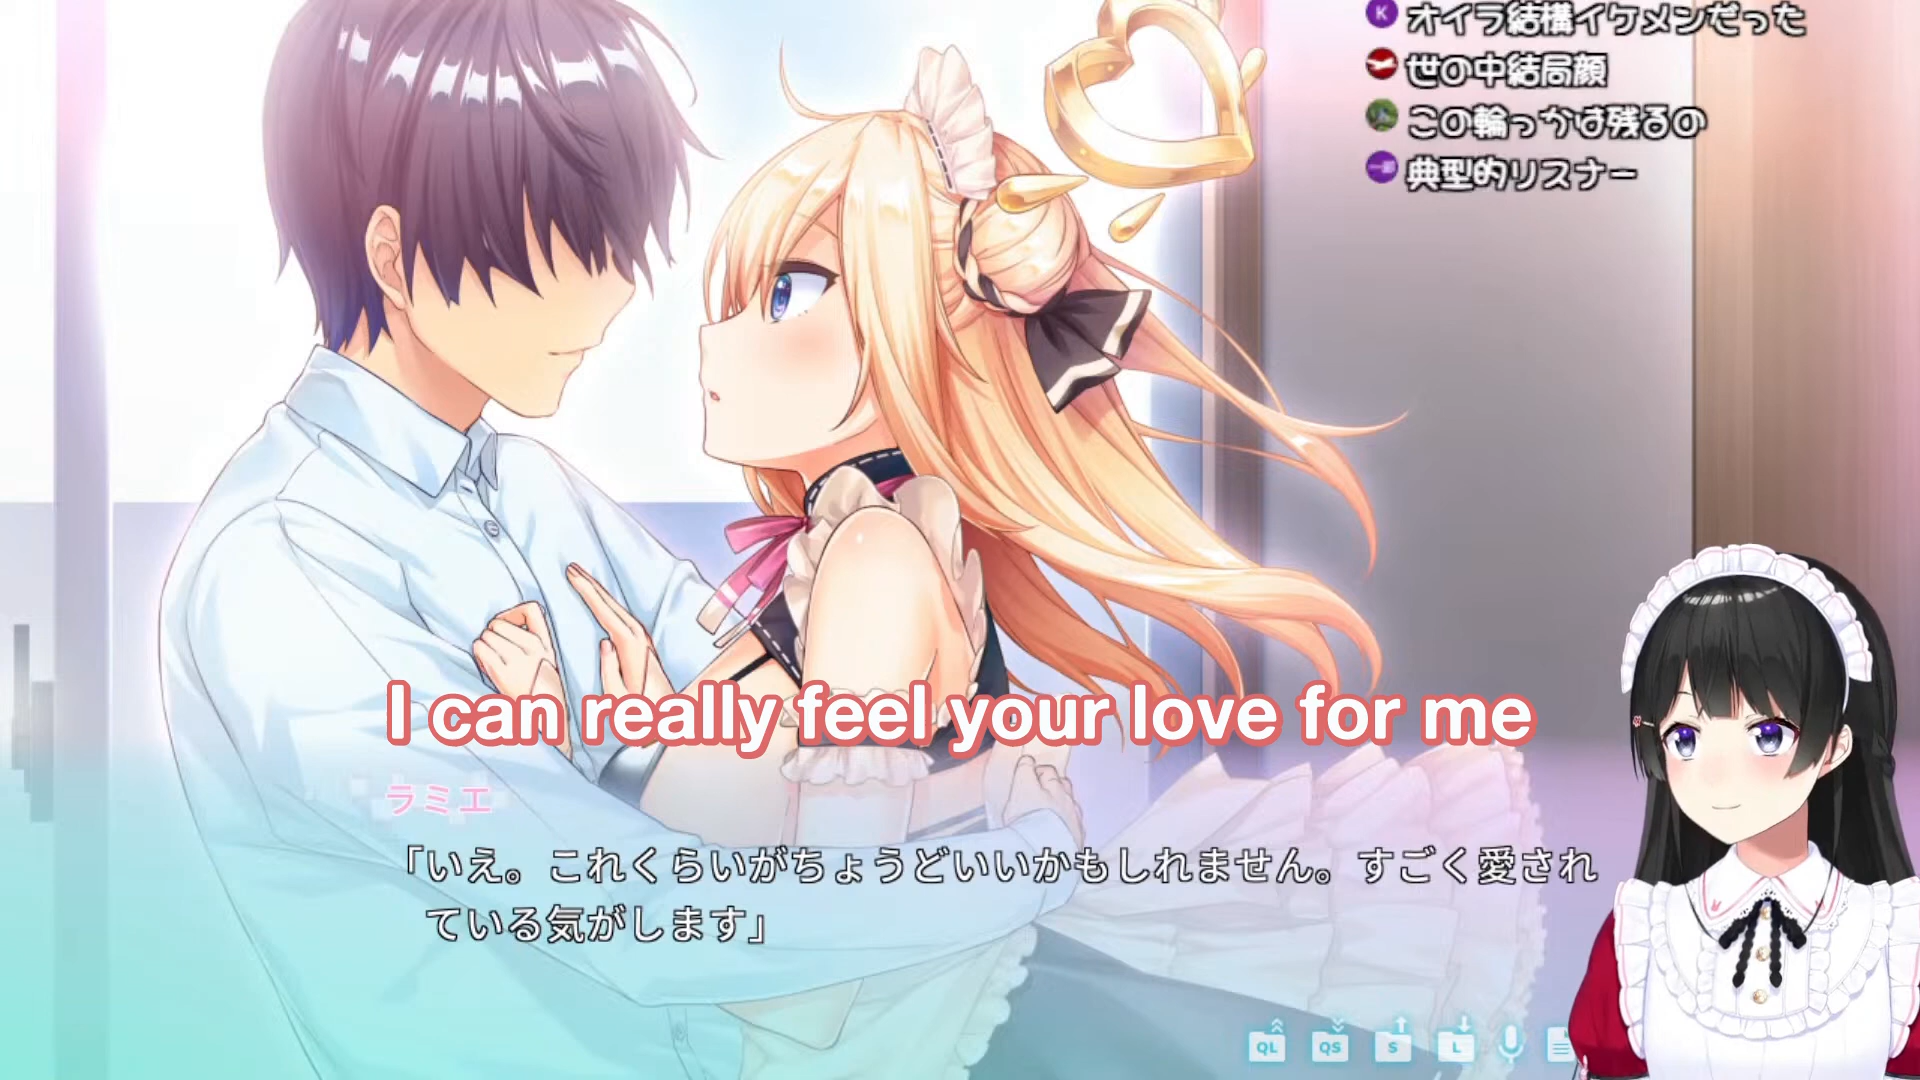 オイラ結構イケメンだった
世の中結局顔
この輪っかは残るの
典型的リスナー
I can really feel your love for me
ラミエ
「いえ。これくらいがちょうどいいかもしれません。すごく愛され
ている気がします」
QL QS S L